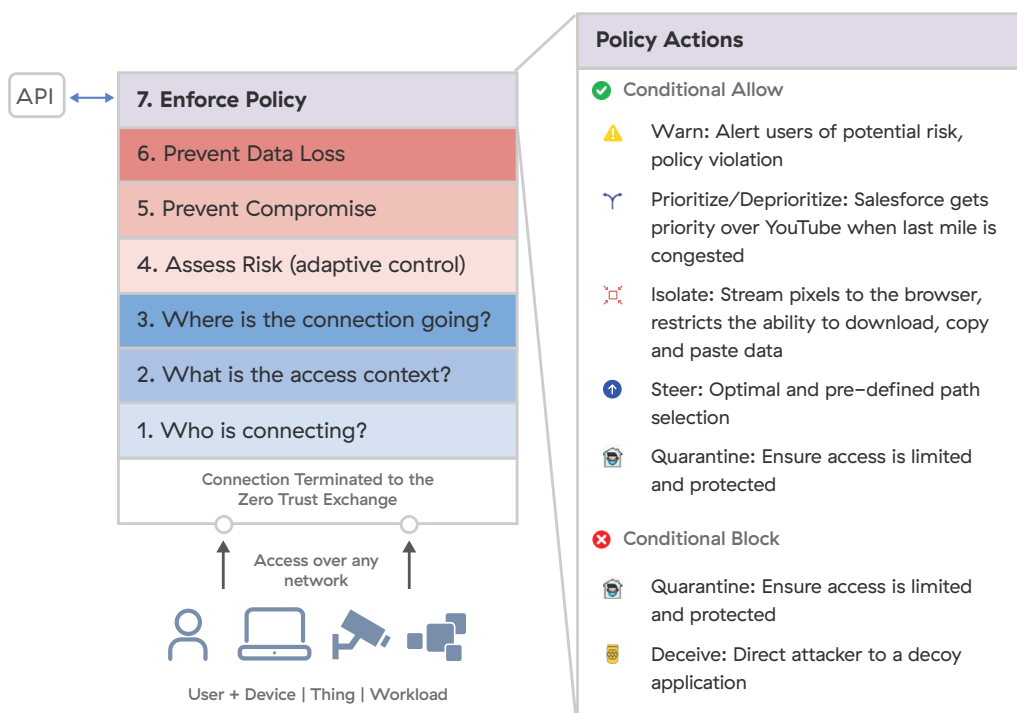 API
7. Enforce Policy
6. Prevent Data Loss
5. Prevent Compromise
4. Assess Risk (adaptive control)
3. Where is the connection going?
2. What is the access context?
1. Who is connecting?
Connection Terminated to the
Zero Trust Exchange
Access over any
network
User + Device | Thing | Workload
Policy Actions
Conditional Allow
Warn: Alert users of potential risk,
policy violation
Prioritize/Deprioritize: Salesforce gets
priority over YouTube when last mile is
congested
Isolate: Stream pixels to the browser,
restricts the ability to download, copy
and paste data
Steer: Optimal and pre-defined path
selection
Quarantine: Ensure access is limited
and protected
Conditional Block
Quarantine: Ensure access is limited
and protected
Deceive: Direct attacker to a decoy
application